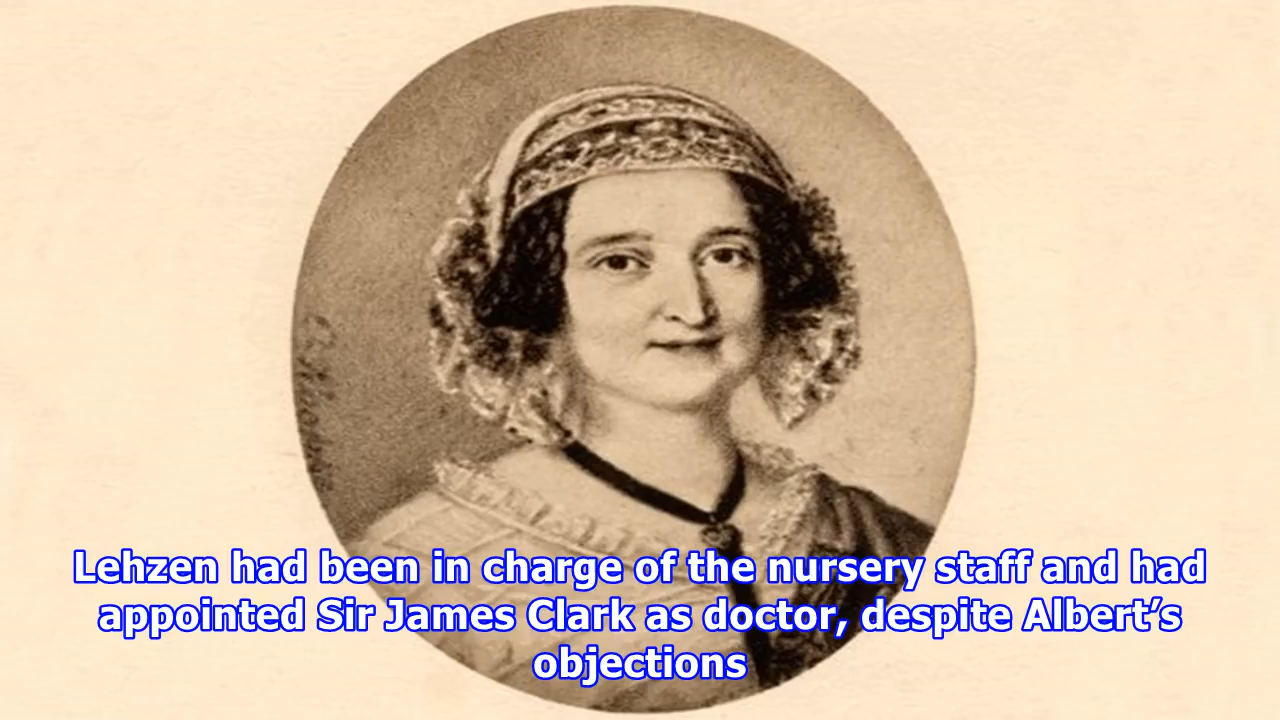 Lehzen had been in charge of the nursery staff and had
appointed Sir James Clark as doctor, despite Albert’s
objections